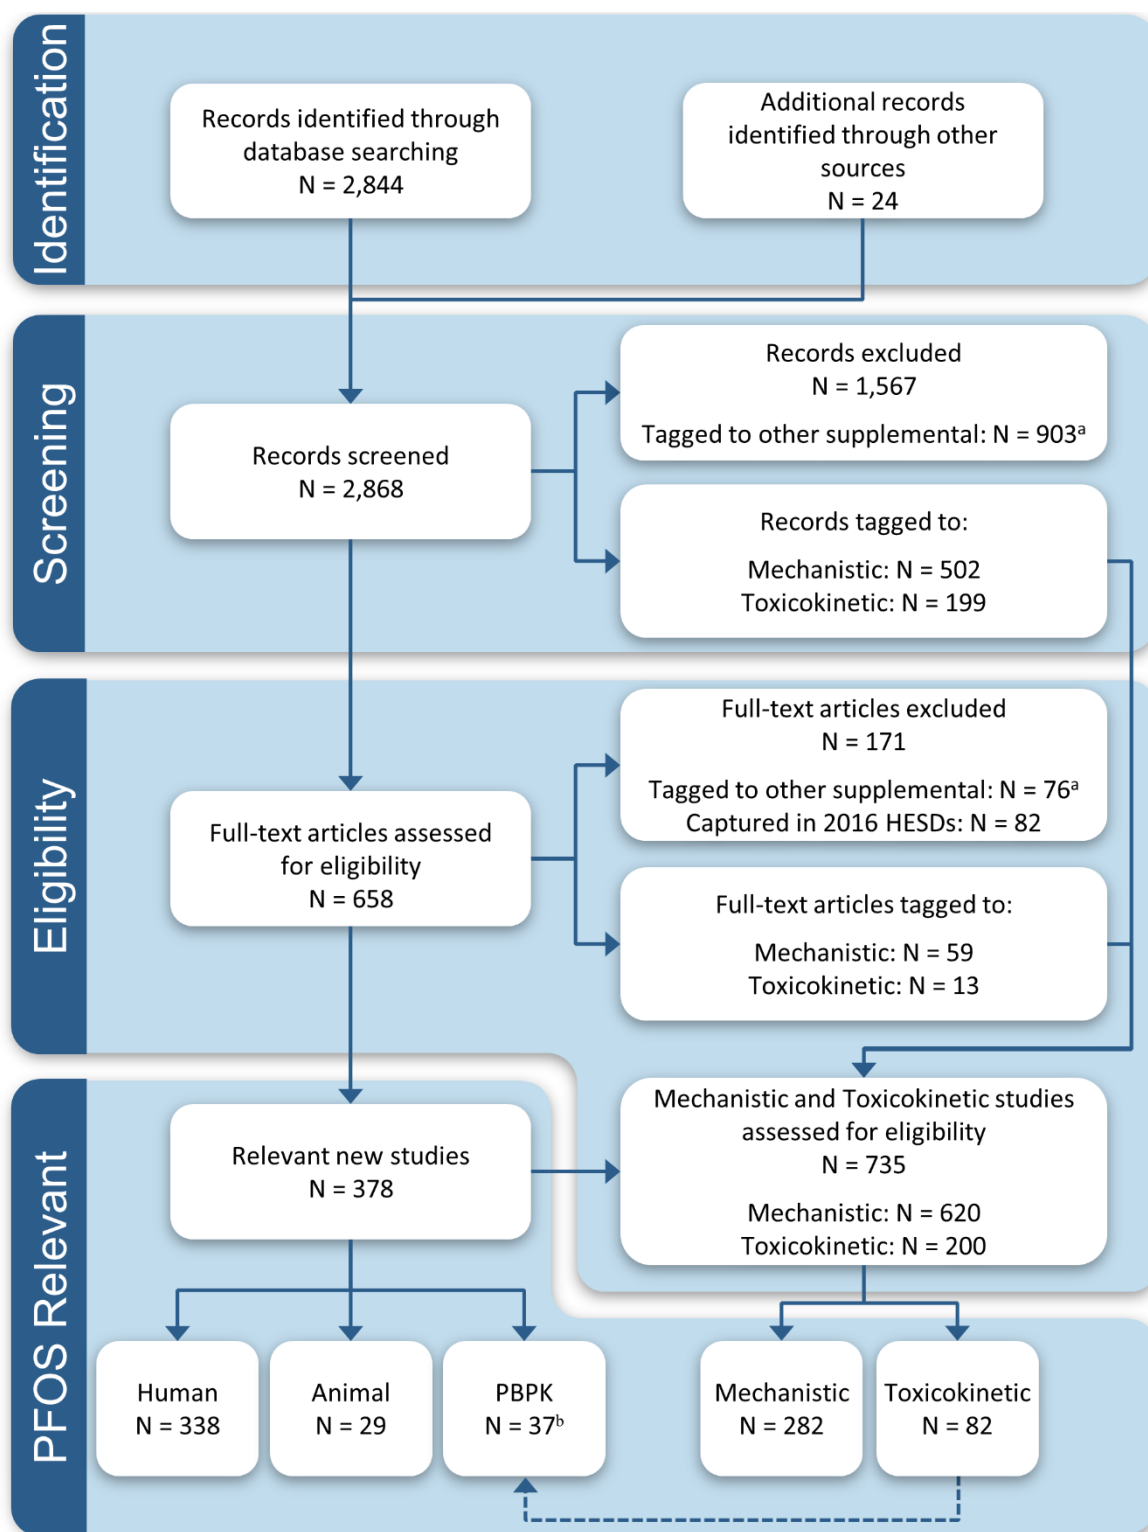 Identification
Records identified through
database searching
N = 2,844
Additional records
identified through other
sources
N = 24
Screening
Records screened
N = 2,868
Records excluded
N = 1,567
Tagged to other supplemental: N = 903ᵃ
Records tagged to:
Mechanistic: N = 502
Toxicokinetic: N = 199
Eligibility
Full-text articles assessed
for eligibility
N = 658
Full-text articles excluded
N = 171
Tagged to other supplemental: N = 76ᵃ
Captured in 2016 HESDs: N = 82
Full-text articles tagged to:
Mechanistic: N = 59
Toxicokinetic: N = 13
Mechanistic and Toxicokinetic studies
assessed for eligibility
N = 735
Mechanistic: N = 620
Toxicokinetic: N = 200
PFOS Relevant
Relevant new studies
N = 378
Human
N = 338
Animal
N = 29
PBPK
N = 37ᵇ
Mechanistic
N = 282
Toxicokinetic
N = 82